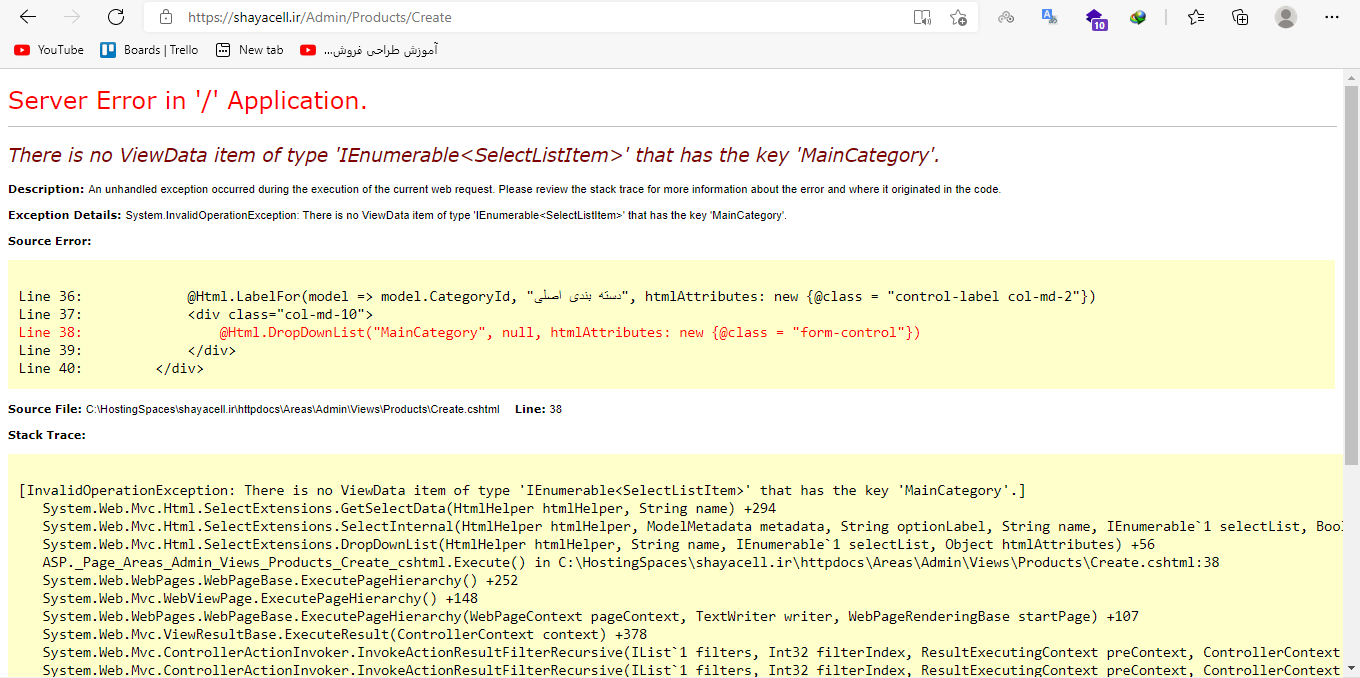 https://shayacell.ir/Admin/Products/Create
10
YouTube Boards | Trello New tab آموزش طراحی فروش...
Server Error in '/' Application.
There is no ViewData item of type 'IEnumerable<SelectListItem>' that has the key 'MainCategory'.
Description: An unhandled exception occurred during the execution of the current web request. Please review the stack trace for more information about the error and where it originated in the code.
Exception Details: System.InvalidOperationException: There is no ViewData item of type 'IEnumerable<SelectListItem>' that has the key 'MainCategory'.
Source Error:
Line 36: @Html.LabelFor(model => model.CategoryId, "دسته بندی اصلی", htmlAttributes: new {@class = "control-label col-md-2"})
Line 37: <div class="col-md-10">
Line 38: @Html.DropDownList("MainCategory", null, htmlAttributes: new {@class = "form-control"})
Line 39: </div>
Line 40: </div>
Source File: C:\HostingSpaces\shayacell.ir\httpdocs\Areas\Admin\Views\Products\Create.cshtml Line: 38
Stack Trace:
[InvalidOperationException: There is no ViewData item of type 'IEnumerable<SelectListItem>' that has the key 'MainCategory'.]
System.Web.Mvc.Html.SelectExtensions.GetSelectData(HtmlHelper htmlHelper, String name) +294
System.Web.Mvc.Html.SelectExtensions.SelectInternal(HtmlHelper htmlHelper, ModelMetadata metadata, String optionLabel, String name, IEnumerable`1 selectList, Bool
System.Web.Mvc.Html.SelectExtensions.DropDownList(HtmlHelper htmlHelper, String name, IEnumerable`1 selectList, Object htmlAttributes) +56
ASP._Page_Areas_Admin_Views_Products_Create_cshtml.Execute() in C:\HostingSpaces\shayacell.ir\httpdocs\Areas\Admin\Views\Products\Create.cshtml:38
System.Web.WebPages.WebPageBase.ExecutePageHierarchy() +252
System.Web.Mvc.WebViewPage.ExecutePageHierarchy() +148
System.Web.WebPages.WebPageBase.ExecutePageHierarchy(WebPageContext pageContext, TextWriter writer, WebPageRenderingBase startPage) +107
System.Web.Mvc.ViewResultBase.ExecuteResult(ControllerContext context) +378
System.Web.Mvc.ControllerActionInvoker.InvokeActionResultFilterRecursive(IList`1 filters, Int32 filterIndex, ResultExecutingContext preContext, ControllerContext
System.Web.Mvc.ControllerActionInvoker.InvokeActionResultFilterRecursive(IList`1 filters, Int32 filterIndex, ResultExecutingContext preContext, ControllerContext